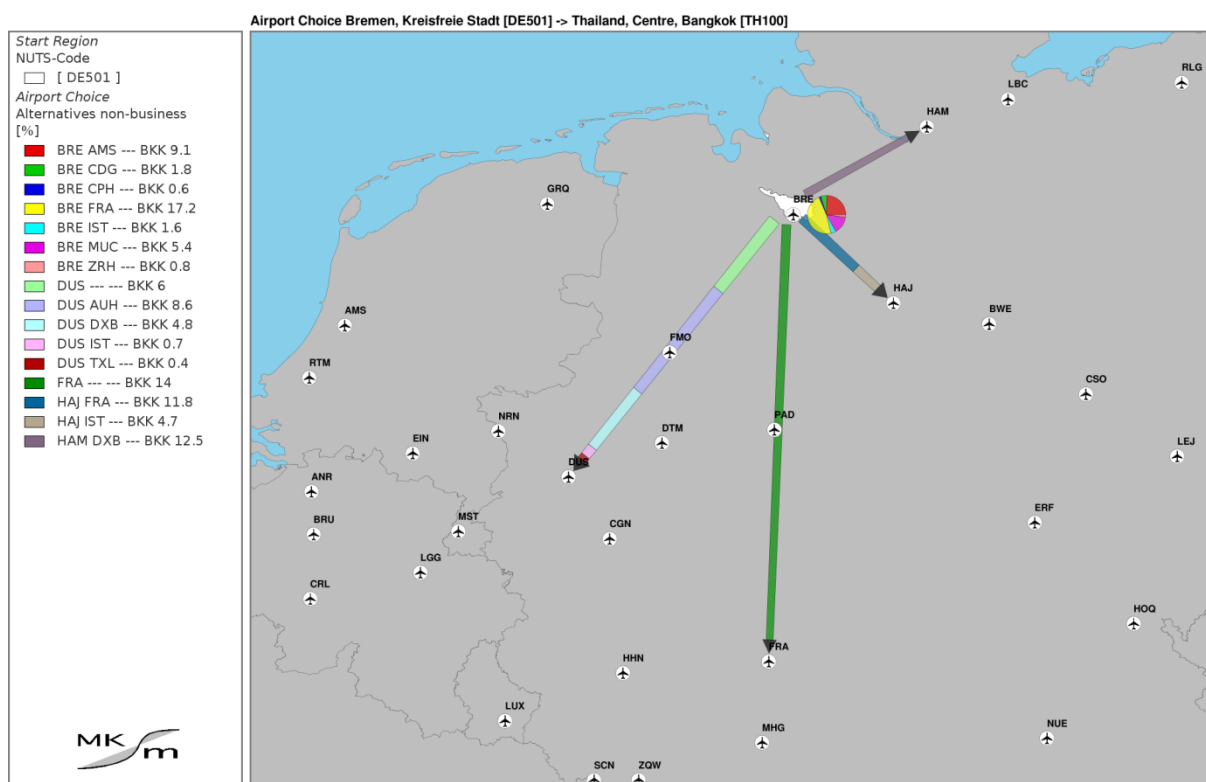 Airport Choice Bremen, Kreisfreie Stadt [DE501] -> Thailand, Centre, Bangkok [TH100]
Start Region
NUTS-Code
[ DE501 ]
Airport Choice
Alternatives non-business
[%]
BRE AMS --- BKK 9.1
BRE CDG --- BKK 1.8
BRE CPH --- BKK 0.6
BRE FRA --- BKK 17.2
BRE IST --- BKK 1.6
BRE MUC --- BKK 5.4
BRE ZRH --- BKK 0.8
DUS --- --- BKK 6
DUS AUH --- BKK 8.6
DUS DXB --- BKK 4.8
DUS IST --- BKK 0.7
DUS TXL --- BKK 0.4
FRA --- --- BKK 14
HAJ FRA --- BKK 11.8
HAJ IST --- BKK 4.7
HAM DXB --- BKK 12.5
MK
m
RLG
LBC
HAM
GRQ
BRE
HAJ
AMS
BWE
FMO
RTM
CSO
NRN
PAD
EIN
DTM
LEJ
DUS
ANR
ERF
BRU
MST
CGN
LGG
CRL
HOQ
FRA
HHN
LUX
MHG
NUE
SCN
ZQW